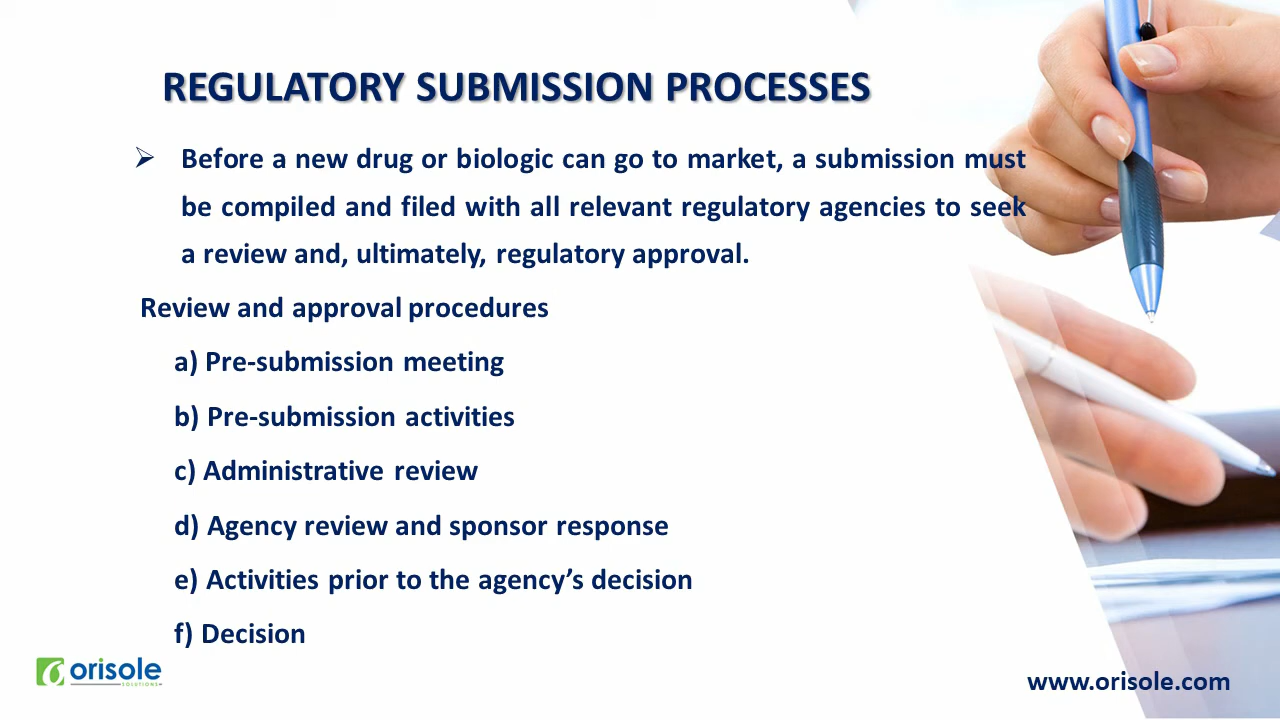 REGULATORY SUBMISSION PROCESSES
➢ Before a new drug or biologic can go to market, a submission must
be compiled and filed with all relevant regulatory agencies to seek
a review and, ultimately, regulatory approval.
Review and approval procedures
a) Pre-submission meeting
b) Pre-submission activities
c) Administrative review
d) Agency review and sponsor response
e) Activities prior to the agency’s decision
f) Decision
orisole
SOLUTIONS
www.orisole.com